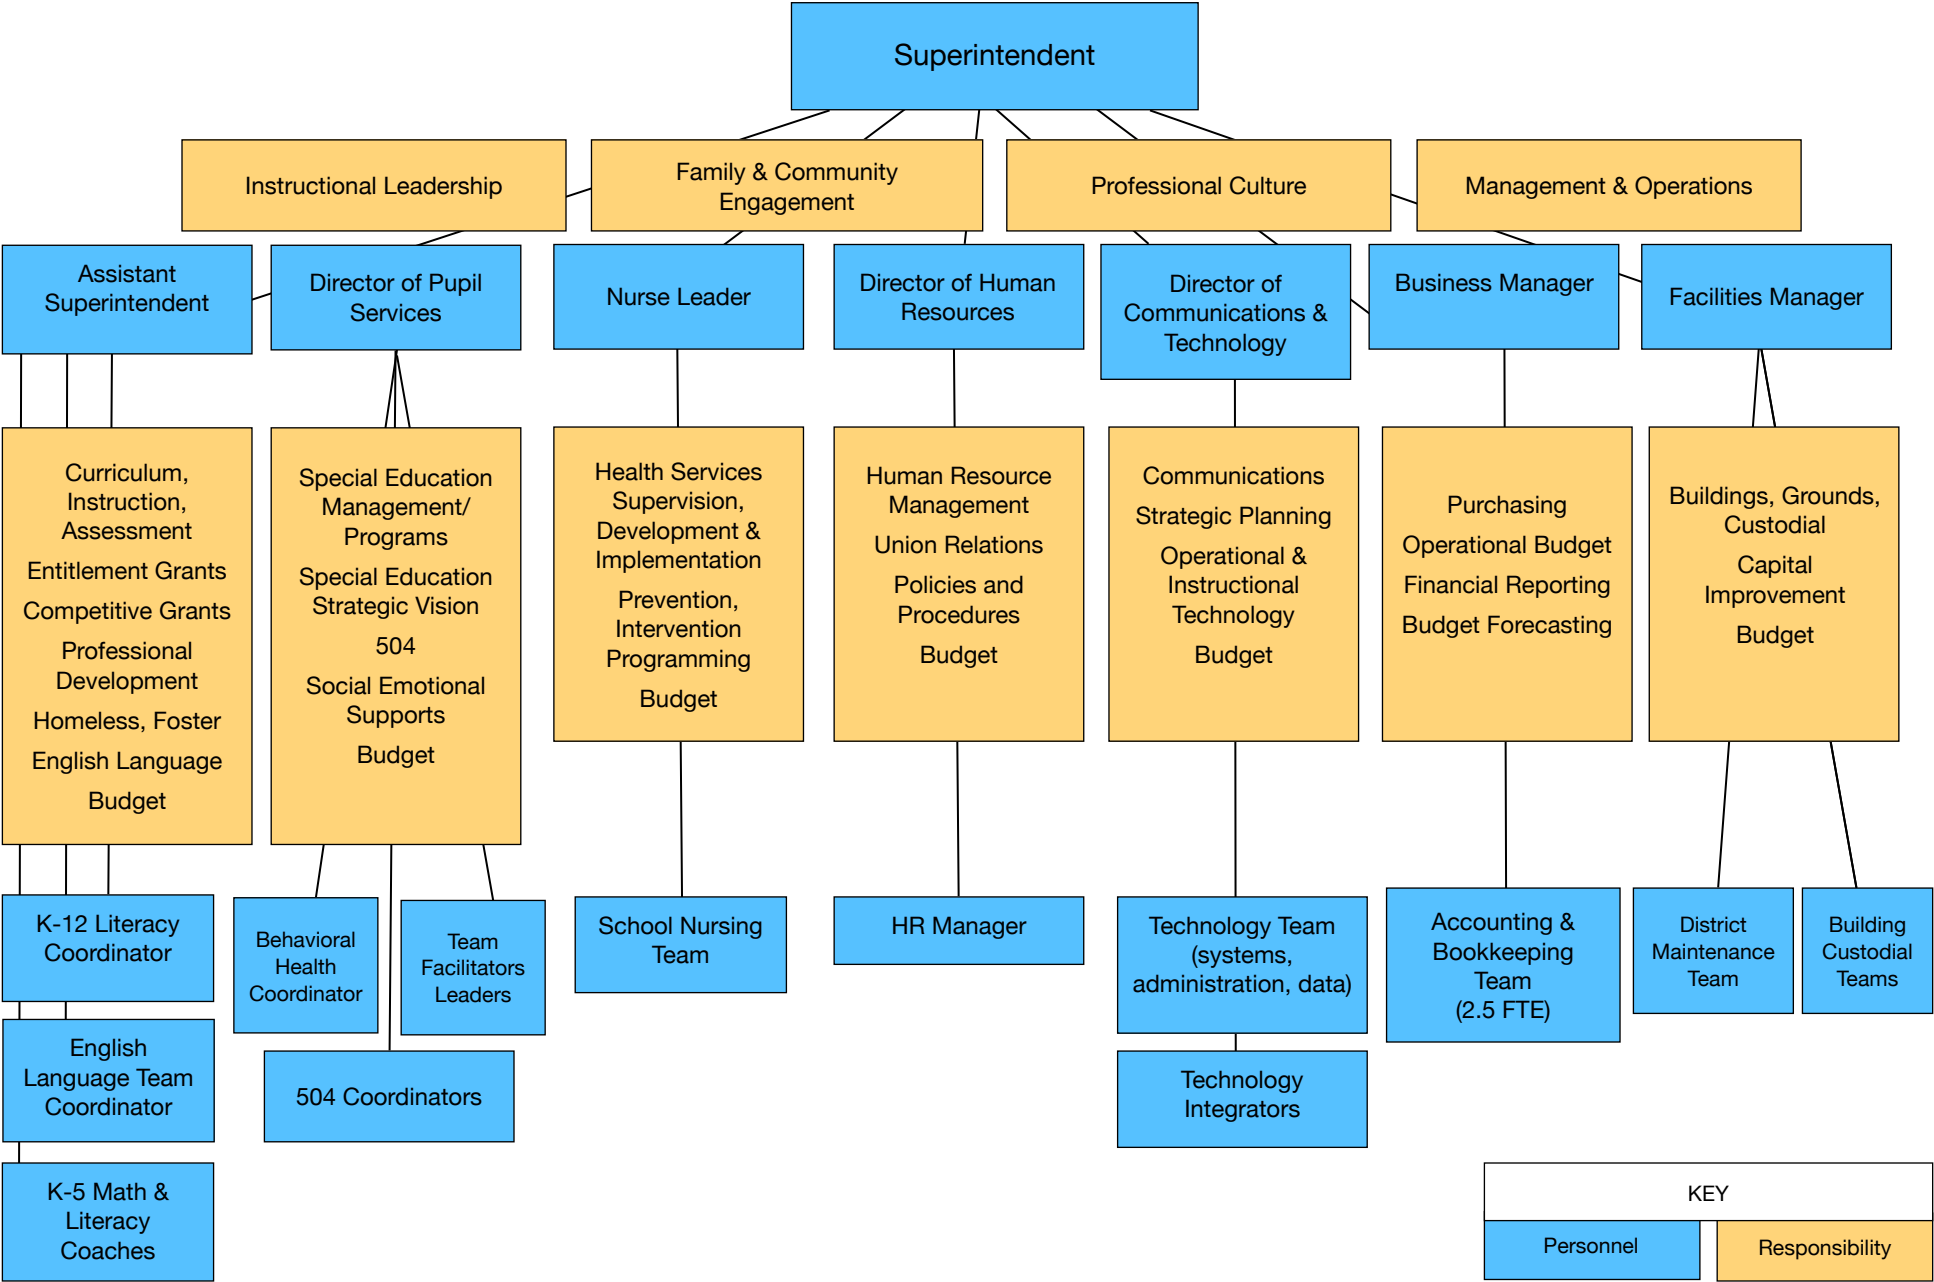 Superintendent
Instructional Leadership
Family & Community
Engagement
Professional Culture
Management & Operations
Assistant
Superintendent
Director of Pupil
Services
Nurse Leader
Director of Human
Resources
Director of
Communications &
Technology
Business Manager
Facilities Manager
Curriculum,
Instruction,
Assessment
Entitlement Grants
Competitive Grants
Professional
Development
Homeless, Foster
English Language
Budget
Special Education
Management/
Programs
Special Education
Strategic Vision
504
Social Emotional
Supports
Budget
Health Services
Supervision,
Development &
Implementation
Prevention,
Intervention
Programming
Budget
Human Resource
Management
Union Relations
Policies and
Procedures
Budget
Communications
Strategic Planning
Operational &
Instructional
Technology
Budget
Purchasing
Operational Budget
Financial Reporting
Budget Forecasting
Buildings, Grounds,
Custodial
Capital
Improvement
Budget
K-12 Literacy
Coordinator
English
Language Team
Coordinator
K-5 Math &
Literacy
Coaches
Behavioral
Health
Coordinator
Team
Facilitators
Leaders
504 Coordinators
School Nursing
Team
HR Manager
Technology Team
(systems,
administration, data)
Technology
Integrators
Accounting &
Bookkeeping
Team
(2.5 FTE)
District
Maintenance
Team
Building
Custodial
Teams
KEY
Personnel
Responsibility